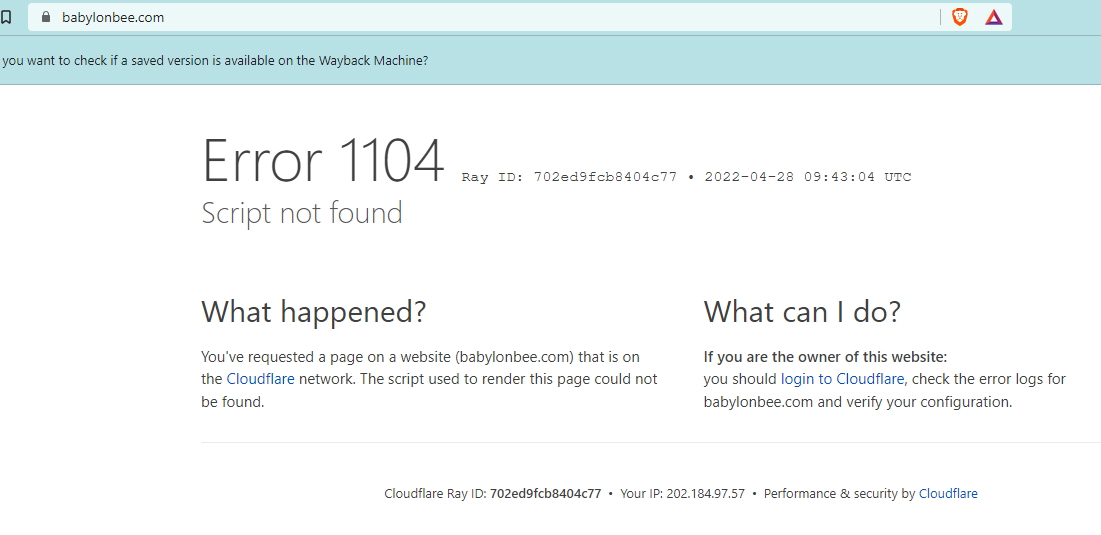 babylonbee.com
you want to check if a saved version is available on the Wayback Machine?
Error 1104 Ray ID: 702ed9fcb8404c77 • 2022-04-28 09:43:04 UTC
Script not found
What happened?
You've requested a page on a website (babylonbee.com) that is on
the Cloudflare network. The script used to render this page could not
be found.
What can I do?
If you are the owner of this website:
you should login to Cloudflare, check the error logs for
babylonbee.com and verify your configuration.
Cloudflare Ray ID: 702ed9fcb8404c77 • Your IP: 202.184.97.57 • Performance & security by Cloudflare